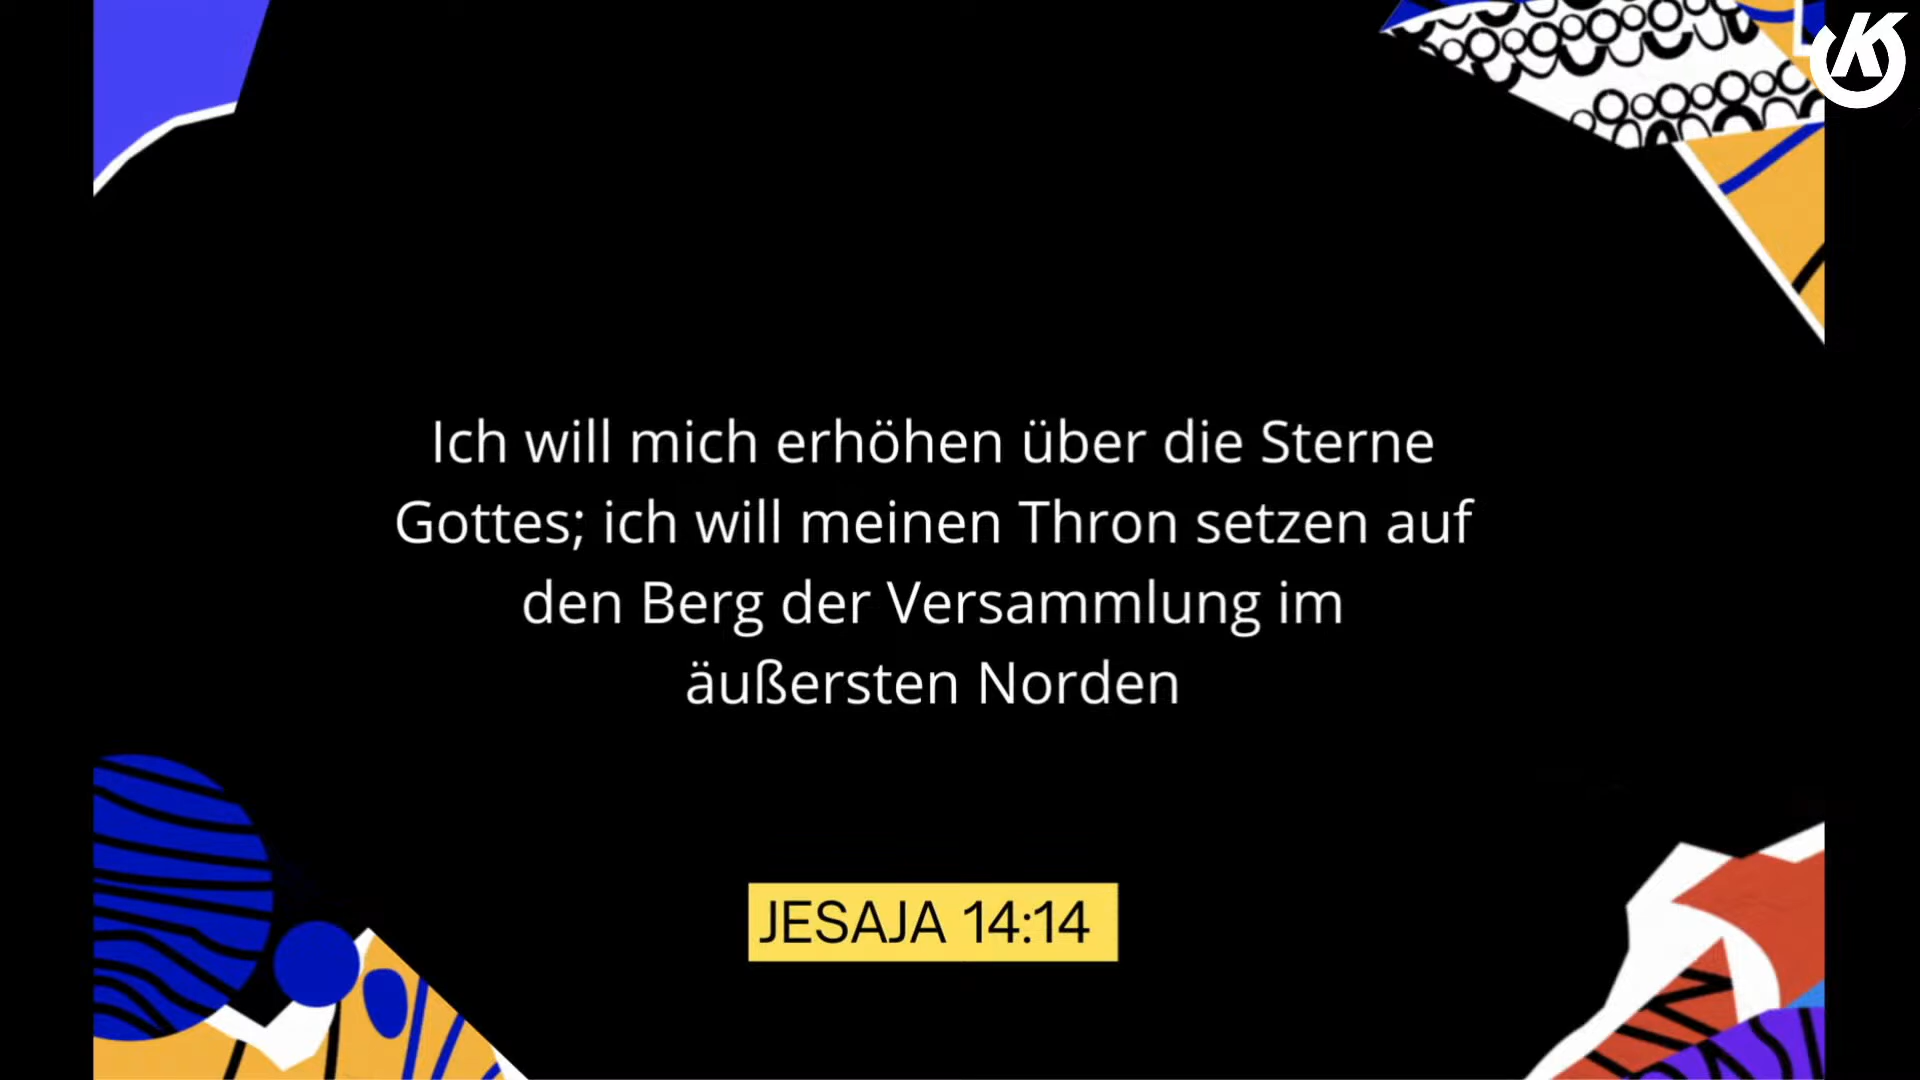 Ich will mich erhöhen über die Sterne
Gottes; ich will meinen Thron setzen auf
den Berg der Versammlung im
äußersten Norden
JESAJA 14:14